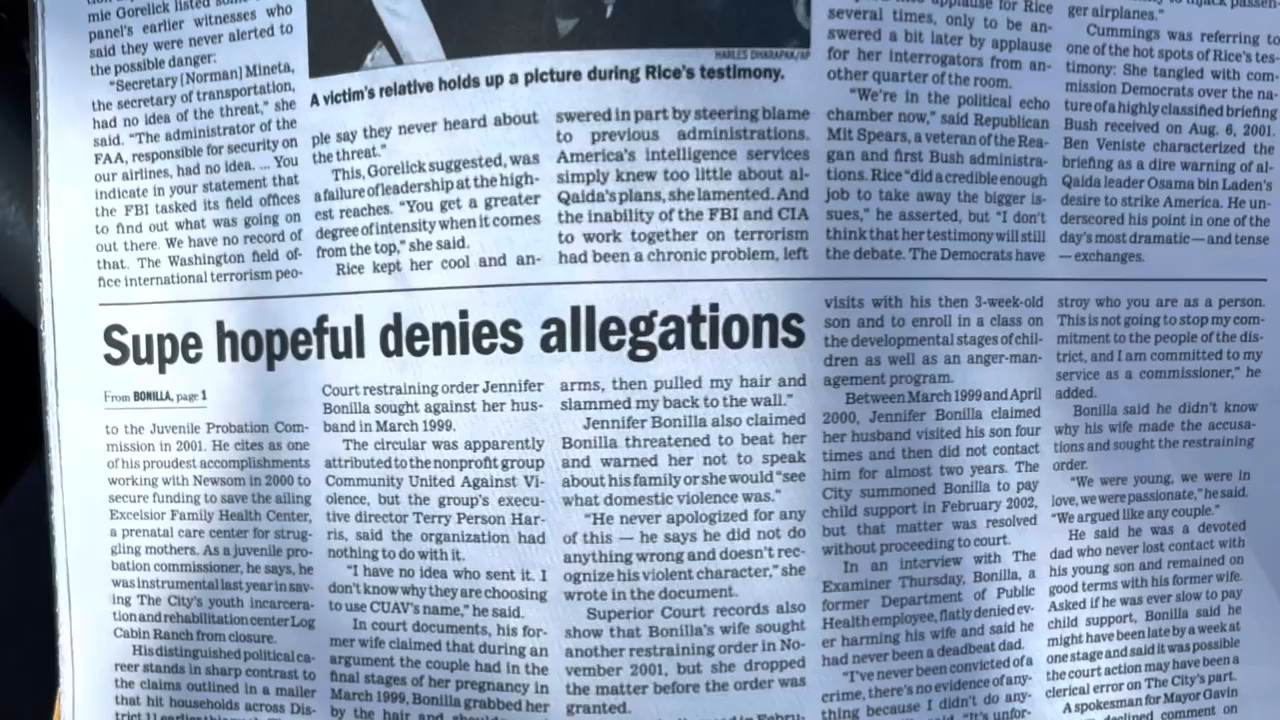 mie Gorelick listed
panel's earlier witnesses who
said they were never alerted to
the possible danger:
"Secretary [Norman] Mineta,
the secretary of transportation,
had no idea of the threat," she
said. "The administrator of the
FAA, responsible for security on
our airlines, had no idea. ... You
indicate in your statement that
the FBI tasked its field offices
to find out what was going on
out there. We have no record of
that. The Washington field of-
fice international terrorism peo-
HARLES DHARAPAK/AP
A victim's relative holds up a picture during Rice's testimony.
ple say they never heard about
the threat."
This, Gorelick suggested, was
a failure of leadership at the high-
est reaches. "You get a greater
degree of intensity when it comes
from the top," she said.
Rice kept her cool and an-
swered in part by steering blame
to previous administrations.
America's intelligence services
simply knew too little about al-
Qaida's plans, she lamented. And
the inability of the FBI and CIA
to work together on terrorism
had been a chronic problem, left
applause for Rice
several times, only to be an-
swered a bit later by applause
for her interrogators from an-
other quarter of the room.
"We're in the political echo
chamber now," said Republican
Mit Spears, a veteran of the Rea-
gan and first Bush administra-
tions. Rice "did a credible enough
job to take away the bigger is-
sues," he asserted, but "I don't
think that her testimony will still
the debate. The Democrats have
to hijack passen-
ger airplanes."
Cummings was referring to
one of the hot spots of Rice's tes-
timony: She tangled with com-
mission Democrats over the na-
ture of a highly classified briefing
Bush received on Aug. 6, 2001.
Ben Veniste characterized the
briefing as a dire warning of al-
Qaida leader Osama bin Laden's
desire to strike America. He un-
derscored his point in one of the
day's most dramatic — and tense
— exchanges.
Supe hopeful denies allegations
From BONILLA, page 1
to the Juvenile Probation Com-
mission in 2001. He cites as one
of his proudest accomplishments
working with Newsom in 2000 to
secure funding to save the ailing
Excelsior Family Health Center,
a prenatal care center for strug-
gling mothers. As a juvenile pro-
bation commissioner, he says, he
was instrumental last year in sav-
ing The City's youth incarcera-
tion and rehabilitation center Log
Cabin Ranch from closure.
His distinguished political ca-
reer stands in sharp contrast to
the claims outlined in a mailer
that hit households across Dis-
trict 11 earlier
Court restraining order Jennifer
Bonilla sought against her hus-
band in March 1999.
The circular was apparently
attributed to the nonprofit group
Community United Against Vi-
olence, but the group's execu-
tive director Terry Person Har-
ris, said the organization had
nothing to do with it.
"I have no idea who sent it. I
don't know why they are choosing
to use CUAV's name," he said.
In court documents, his for-
mer wife claimed that during an
argument the couple had in the
final stages of her pregnancy in
March 1999, Bonilla grabbed her
by the hair and
arms, then pulled my hair and
slammed my back to the wall."
Jennifer Bonilla also claimed
Bonilla threatened to beat her
and warned her not to speak
about his family or she would "see
what domestic violence was."
"He never apologized for any
of this — he says he did not do
anything wrong and doesn't rec-
ognize his violent character," she
wrote in the document.
Superior Court records also
show that Bonilla's wife sought
another restraining order in No-
vember 2001, but she dropped
the matter before the order was
granted.
visits with his then 3-week-old
son and to enroll in a class on
the developmental stages of chil-
dren as well as an anger-man-
agement program.
Between March 1999 and April
2000, Jennifer Bonilla claimed
her husband visited his son four
times and then did not contact
him for almost two years. The
City summoned Bonilla to pay
child support in February 2002,
but that matter was resolved
without proceeding to court.
In an interview with The
Examiner Thursday, Bonilla, a
former Department of Public
Health employee, flatly denied ev-
er harming his wife and said he
had never been a deadbeat dad.
"I've never been convicted of a
crime, there's no evidence of any-
thing because I didn't do any-
"It's unfor-
stroy who you are as a person.
This is not going to stop my com-
mitment to the people of the dis-
trict, and I am committed to my
service as a commissioner," he
added.
Bonilla said he didn't know
why his wife made the accusa-
tions and sought the restraining
order.
"We were young, we were in
love, we were passionate," he said.
"We argued like any couple."
He said he was a devoted
dad who never lost contact with
his young son and remained on
good terms with his former wife.
Asked if he was ever slow to pay
child support, Bonilla said he
might have been late by a week at
one stage and said it was possible
the court action may have been a
clerical error on The City's part.
A spokesman for Mayor Gavin
declined comment on